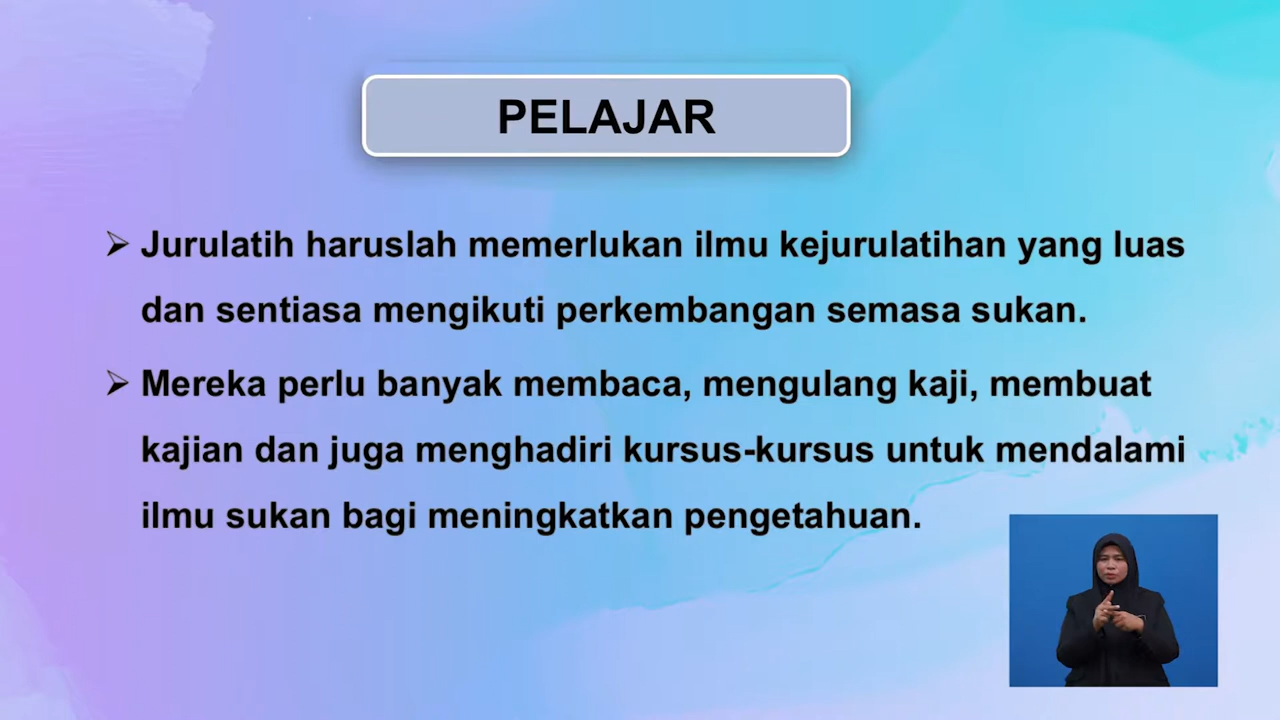 PELAJAR
➢ Jurulatih haruslah memerlukan ilmu kejurulatihan yang luas
dan sentiasa mengikuti perkembangan semasa sukan.
➢ Mereka perlu banyak membaca, mengulang kaji, membuat
kajian dan juga menghadiri kursus-kursus untuk mendalami
ilmu sukan bagi meningkatkan pengetahuan.